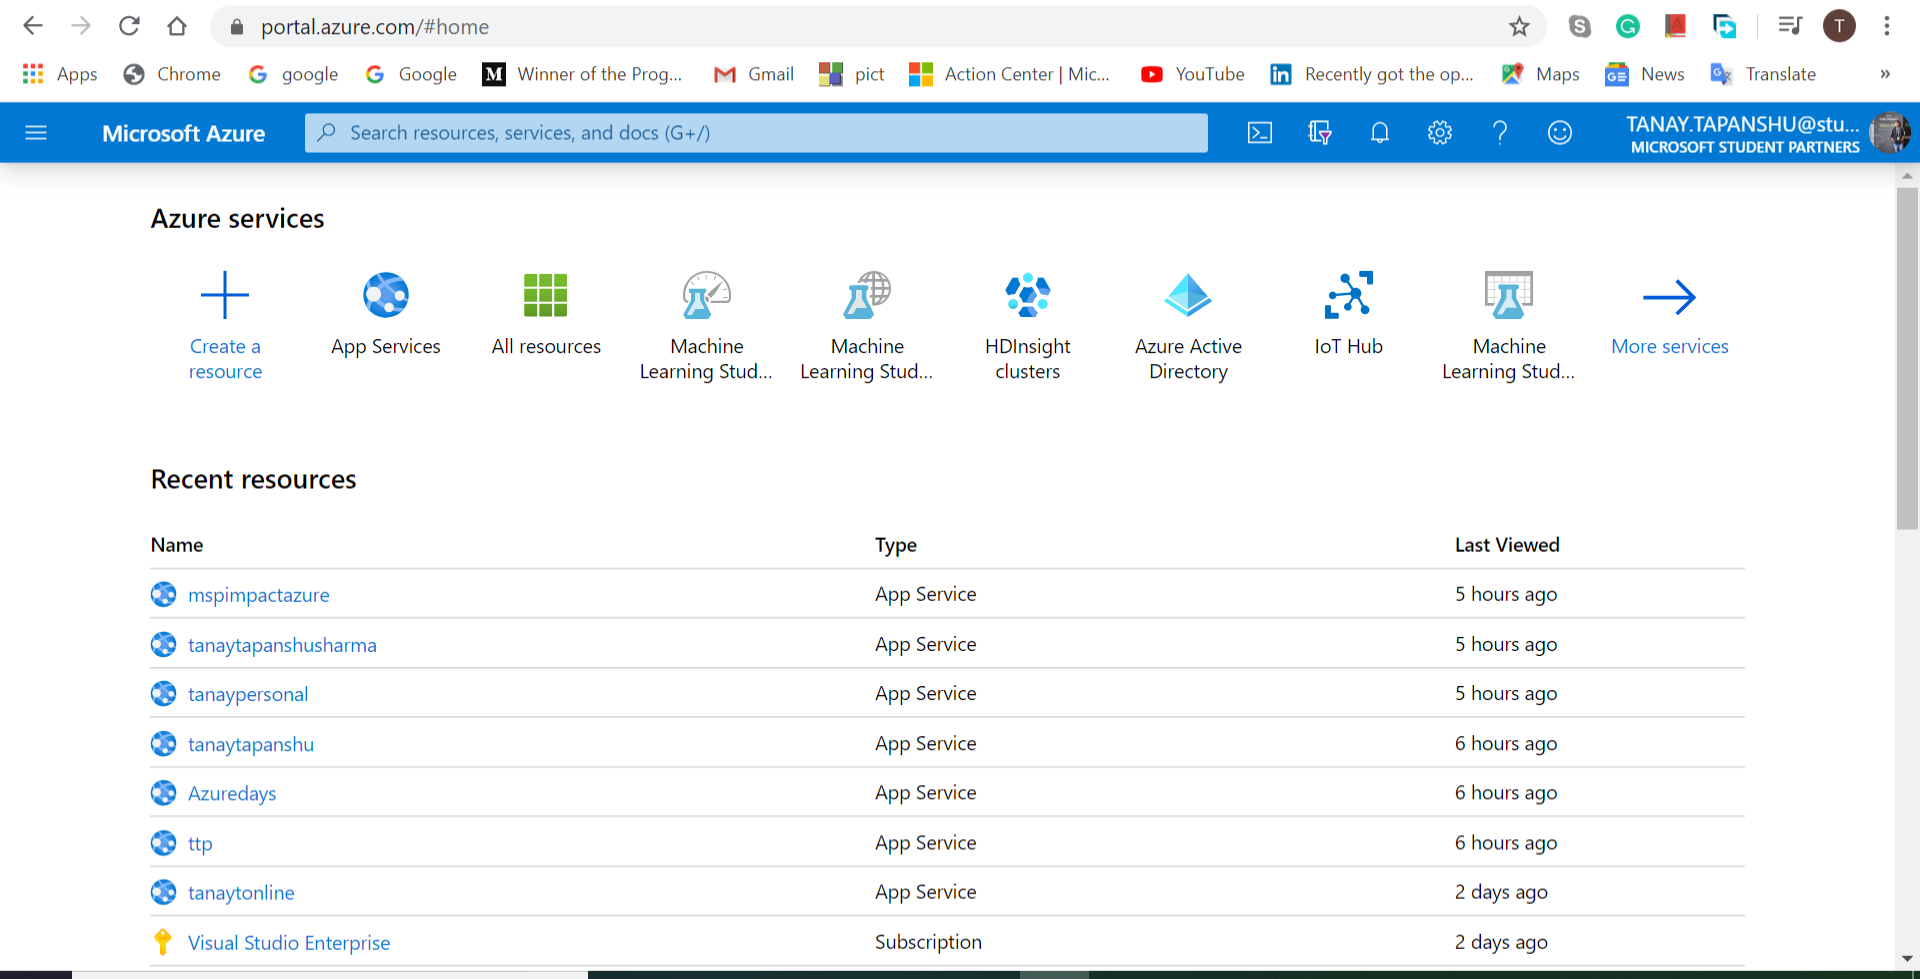 portal.azure.com/#home
T
Apps Chrome google Google M Winner of the Prog... Gmail pict Action Center | Mic... YouTube Recently got the op... Maps News Translate »
Microsoft Azure
Search resources, services, and docs (G+/)
TANAY.TAPANSHU@stu...
MICROSOFT STUDENT PARTNERS
Azure services
Create a resource
App Services
All resources
Machine Learning Stud...
Machine Learning Stud...
HDInsight clusters
Azure Active Directory
IoT Hub
Machine Learning Stud...
More services
Recent resources
Name Type Last Viewed
mspimpactazure App Service 5 hours ago
tanaytapanshusharma App Service 5 hours ago
tanaypersonal App Service 5 hours ago
tanaytapanshu App Service 6 hours ago
Azuredays App Service 6 hours ago
ttp App Service 6 hours ago
tanaytonline App Service 2 days ago
Visual Studio Enterprise Subscription 2 days ago